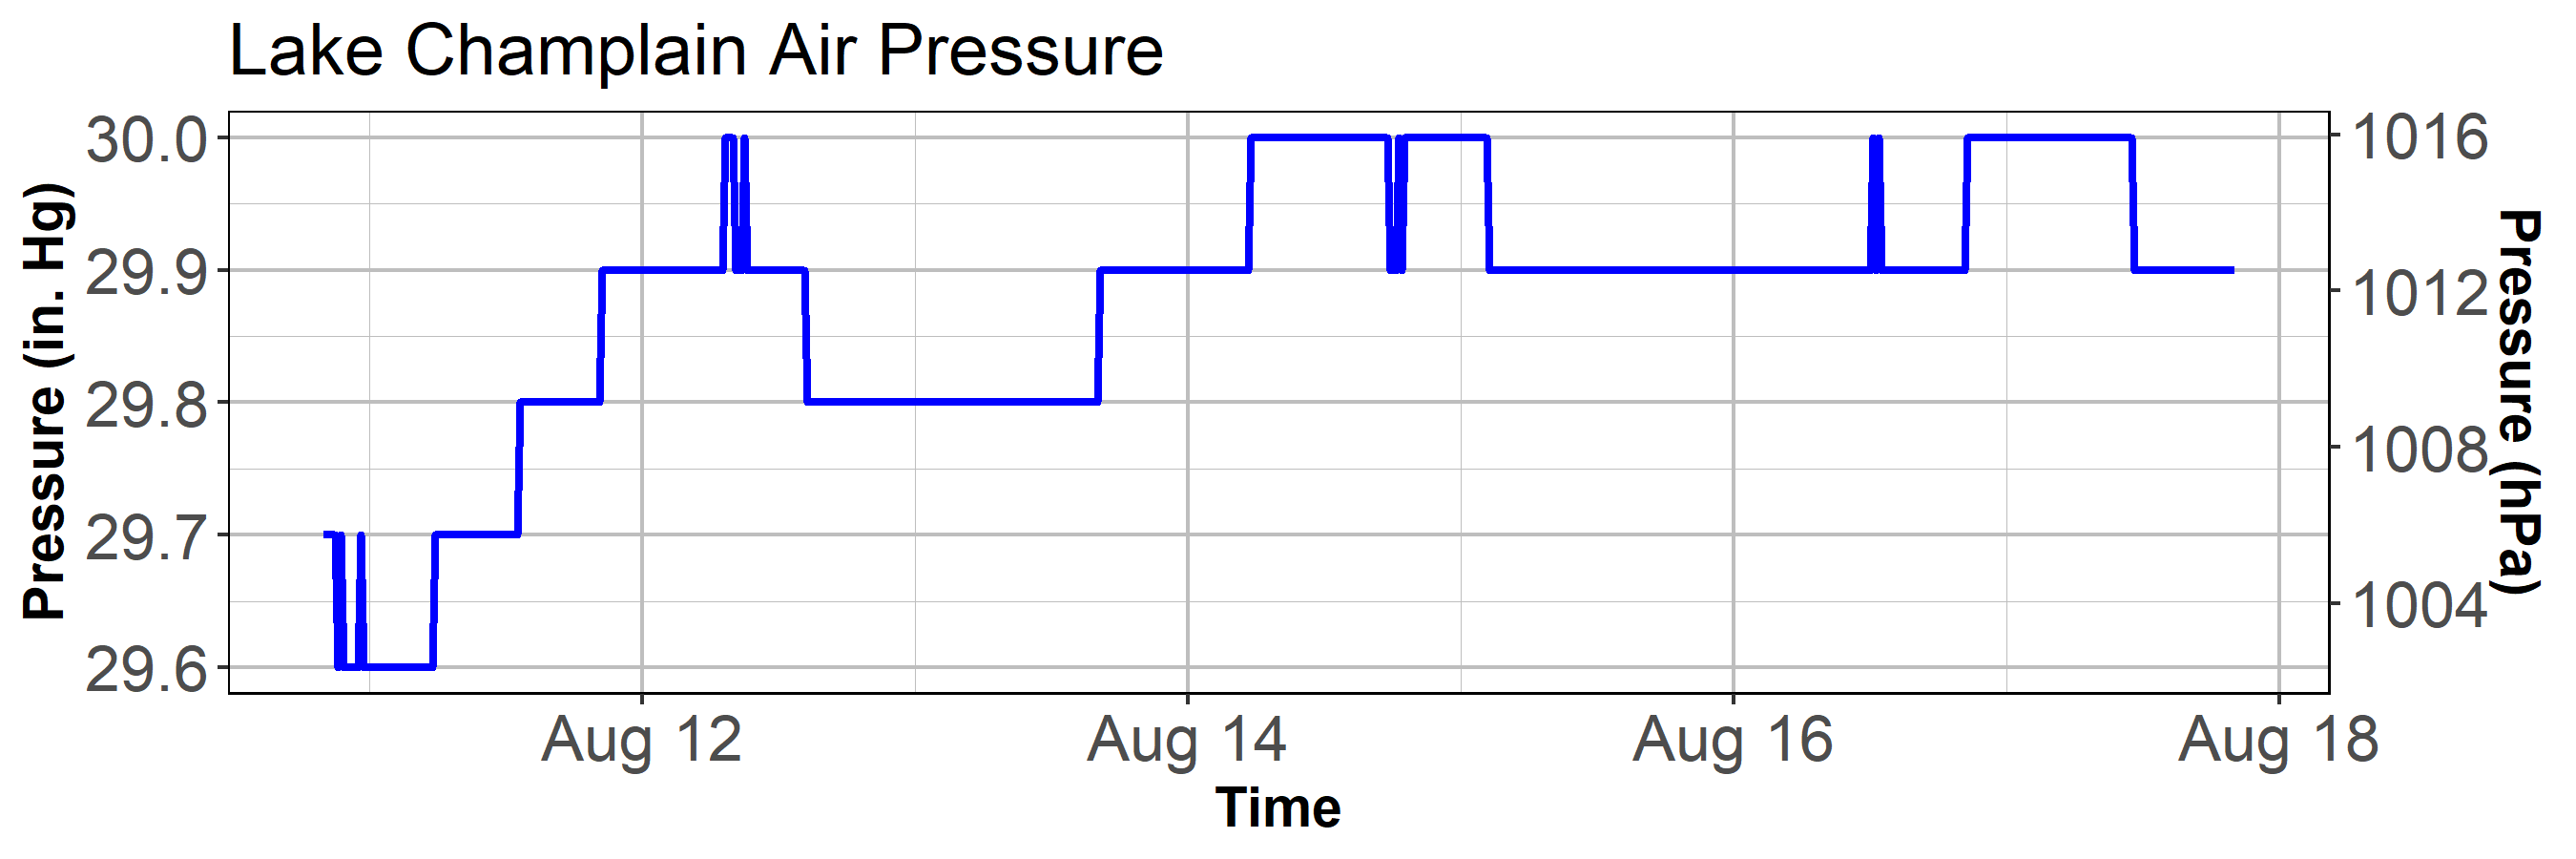 Lake Champlain Air Pressure
Pressure (in. Hg)
30.0
29.9
29.8
29.7
29.6
1016
1012
1008
1004
Pressure (hPa)
Aug 12
Aug 14
Aug 16
Aug 18
Time